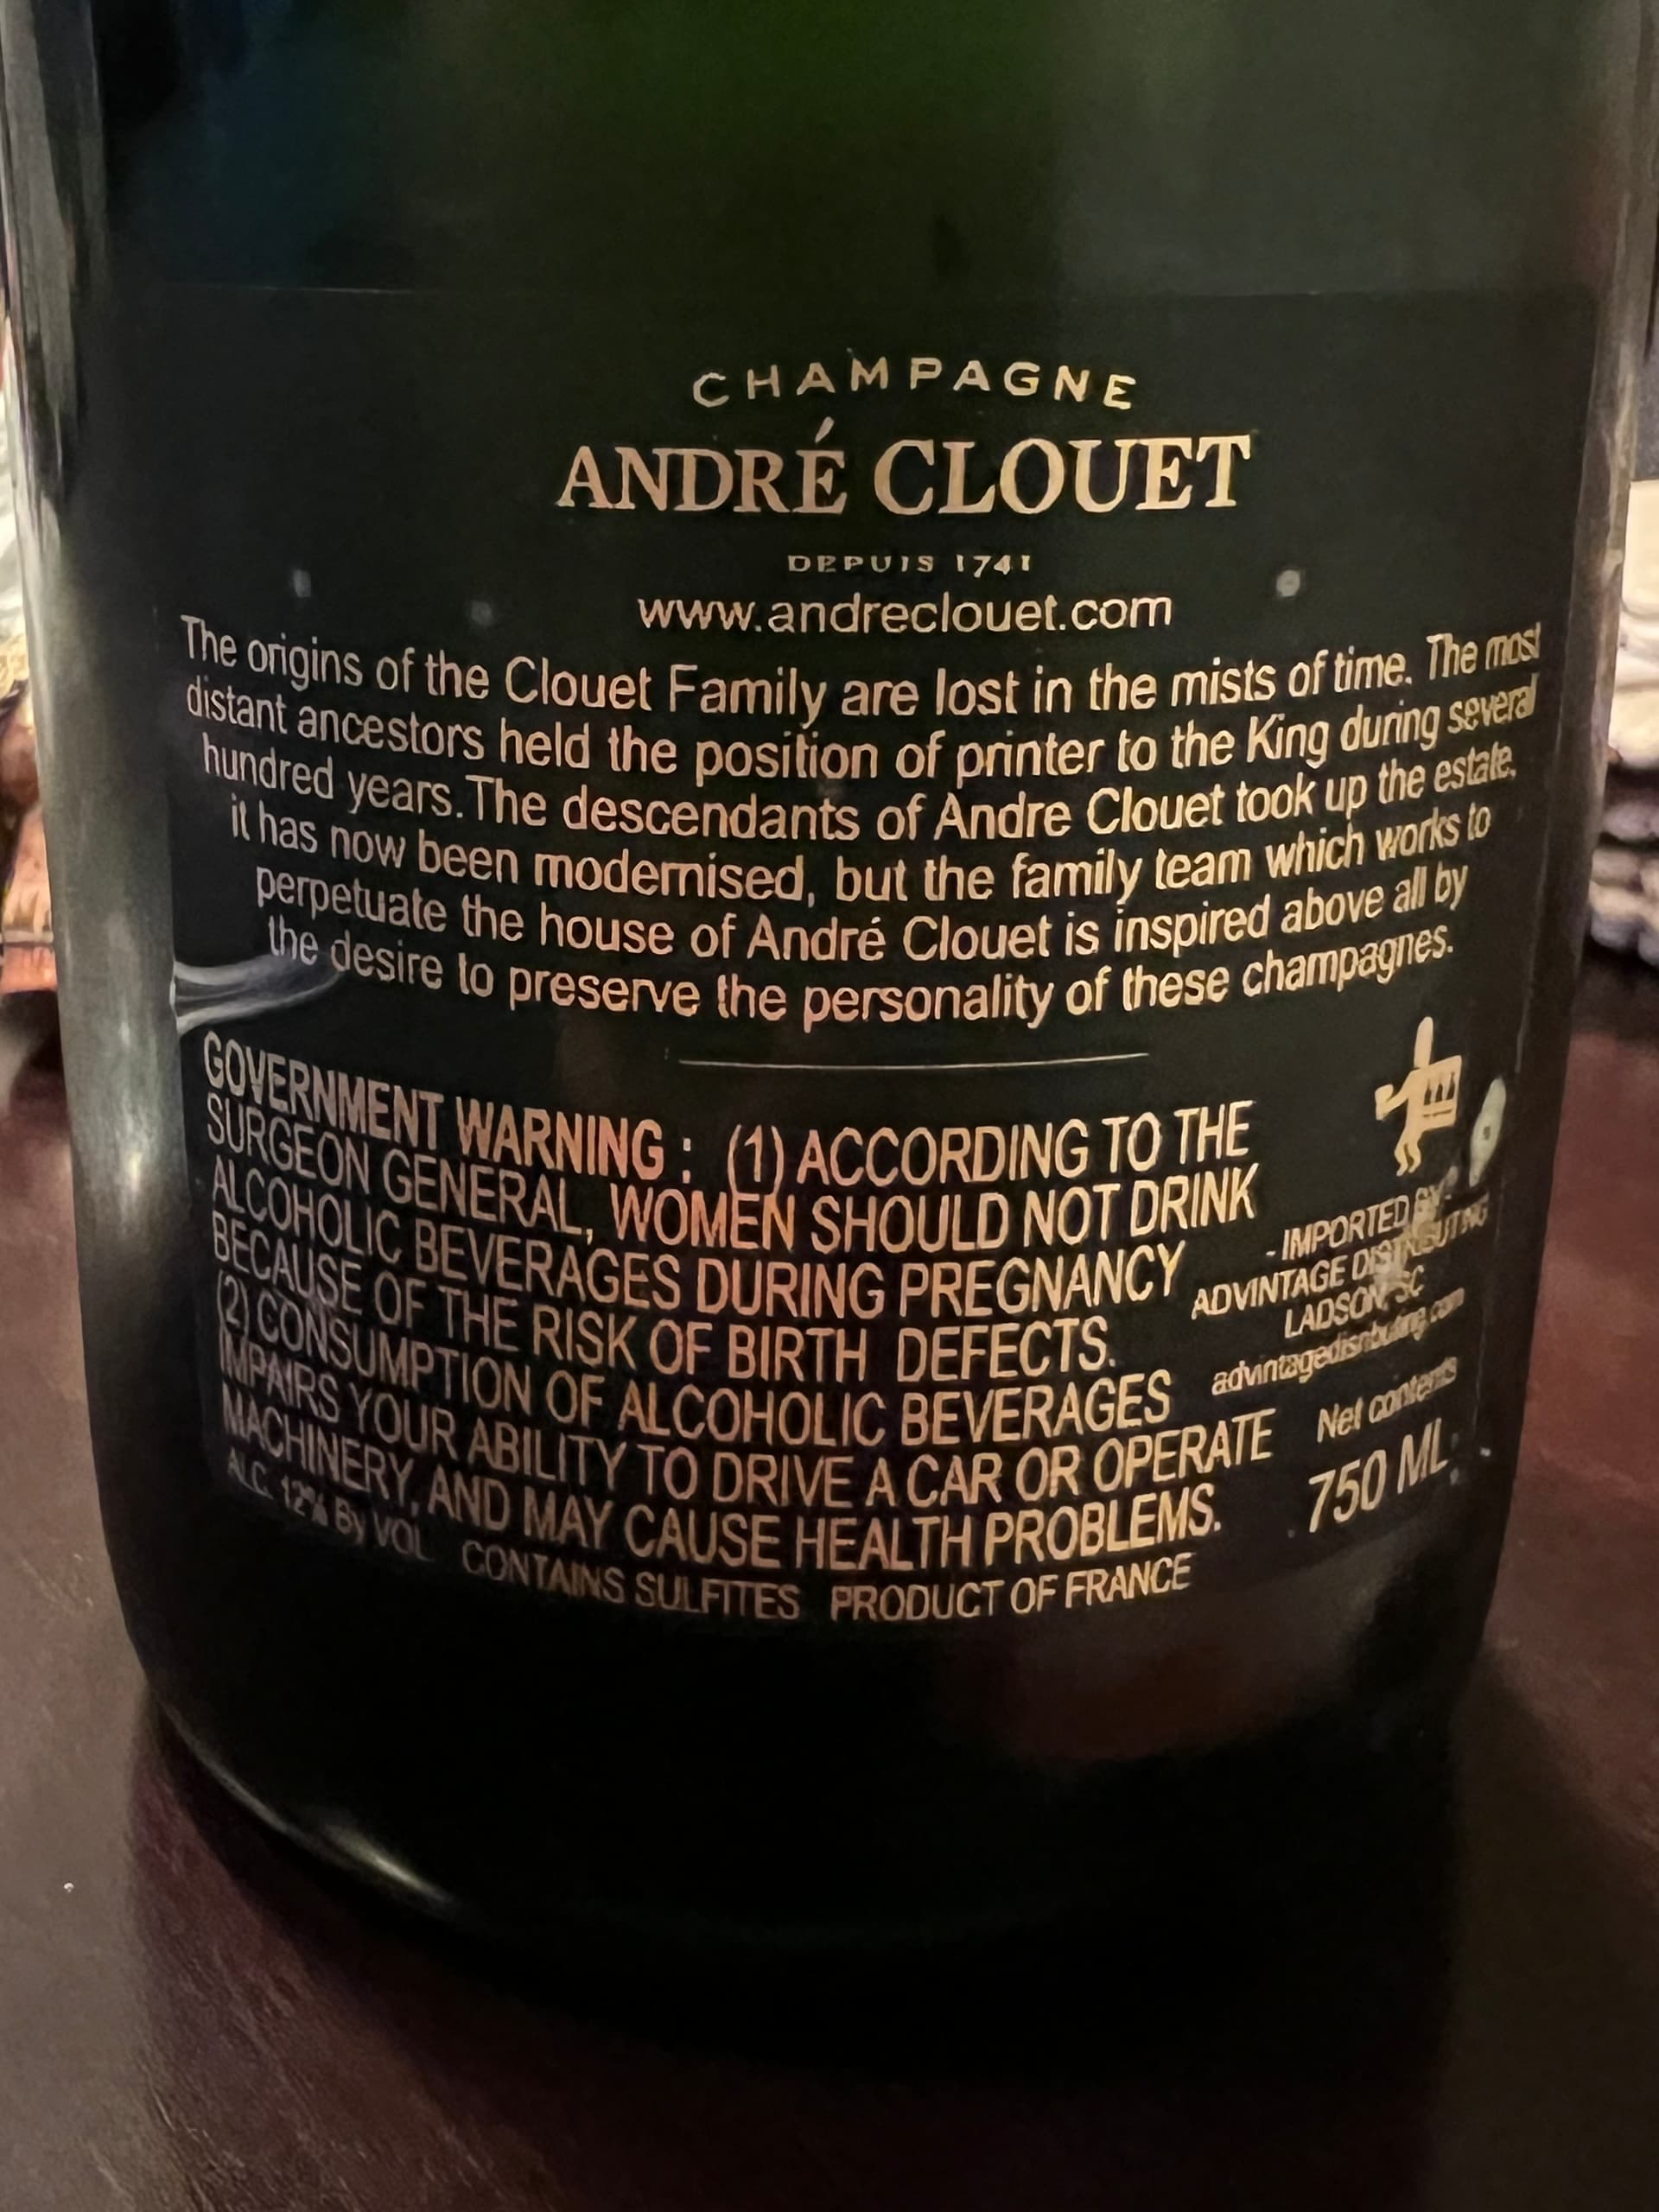 CHAMPAGNE
ANDRÉ CLOUET
DEPUIS 1741
www.andreclouet.com
The origins of the Clouet Family are lost in the mists of time. The most
distant ancestors held the position of printer to the King during several
hundred years.The descendants of Andre Clouet took up the estate,
it has now been modernised, but the family team which works to
perpetuate the house of André Clouet is inspired above all by
the desire to preserve the personality of these champagnes.
GOVERNMENT WARNING : (1) ACCORDING TO THE
SURGEON GENERAL, WOMEN SHOULD NOT DRINK
ALCOHOLIC BEVERAGES DURING PREGNANCY
BECAUSE OF THE RISK OF BIRTH DEFECTS.
(2) CONSUMPTION OF ALCOHOLIC BEVERAGES
IMPAIRS YOUR ABILITY TO DRIVE A CAR OR OPERATE
MACHINERY, AND MAY CAUSE HEALTH PROBLEMS.
ALC. 12% By VOL CONTAINS SULFITES PRODUCT OF FRANCE
- IMPORTED BY -
ADVINTAGE DISTRIBUTING
LADSON, SC
Net contents
750 ML